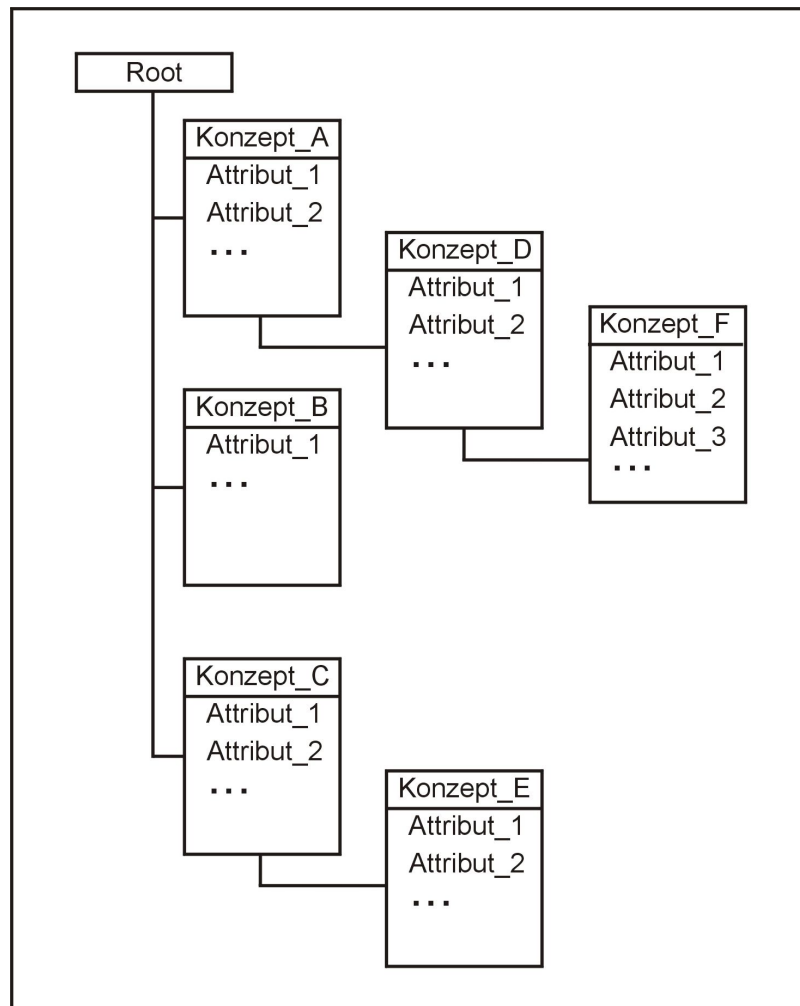 Root
Konzept_A
Attribut_1
Attribut_2
...
Konzept_D
Attribut_1
Attribut_2
...
Konzept_F
Attribut_1
Attribut_2
Attribut_3
...
Konzept_B
Attribut_1
...
Konzept_C
Attribut_1
Attribut_2
...
Konzept_E
Attribut_1
Attribut_2
...